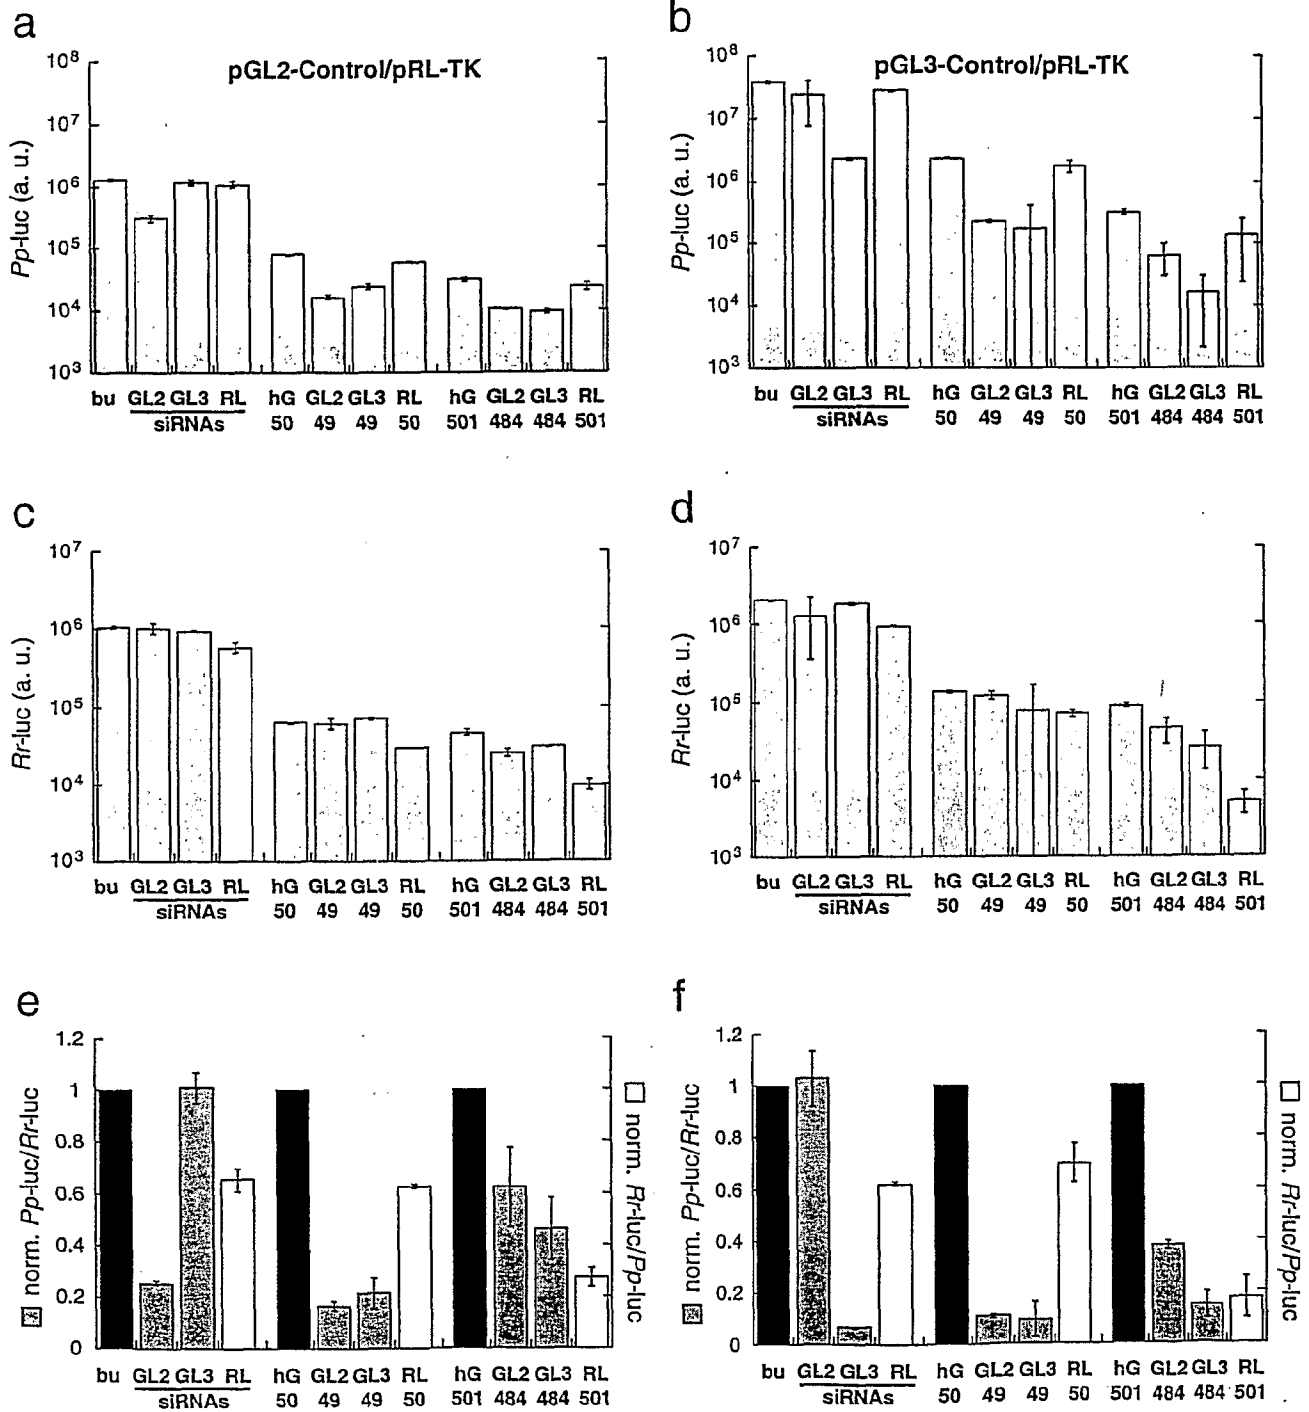 a
pGL2-Control/pRL-TK
Pp-luc (a. u.)
10⁸
10⁷
10⁶
10⁵
10⁴
10³
bu GL2 GL3 RL hG GL2 GL3 RL hG GL2 GL3 RL
siRNAs 50 49 49 50 501 484 484 501
b
pGL3-Control/pRL-TK
Pp-luc (a. u.)
10⁸
10⁷
10⁶
10⁵
10⁴
10³
bu GL2 GL3 RL hG GL2 GL3 RL hG GL2 GL3 RL
siRNAs 50 49 49 50 501 484 484 501
c
Rr-luc (a. u.)
10⁷
10⁶
10⁵
10⁴
10³
bu GL2 GL3 RL hG GL2 GL3 RL hG GL2 GL3 RL
siRNAs 50 49 49 50 501 484 484 501
d
Rr-luc (a. u.)
10⁷
10⁶
10⁵
10⁴
10³
bu GL2 GL3 RL hG GL2 GL3 RL hG GL2 GL3 RL
siRNAs 50 49 49 50 501 484 484 501
e
norm. Pp-luc/Rr-luc
1.2
1
0.8
0.6
0.4
0.2
0
norm. Rr-luc/Pp-luc
bu GL2 GL3 RL hG GL2 GL3 RL hG GL2 GL3 RL
siRNAs 50 49 49 50 501 484 484 501
f
norm. Pp-luc/Rr-luc
1.2
1
0.8
0.6
0.4
0.2
0
norm. Rr-luc/Pp-luc
bu GL2 GL3 RL hG GL2 GL3 RL hG GL2 GL3 RL
siRNAs 50 49 49 50 501 484 484 501